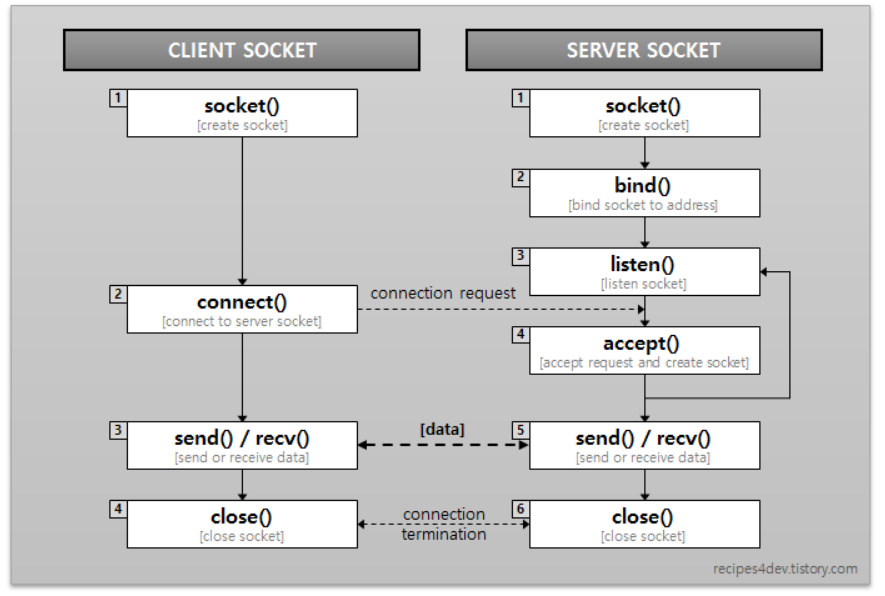 CLIENT SOCKET
SERVER SOCKET
1
socket()
[create socket]
1
socket()
[create socket]
2
bind()
[bind socket to address]
3
listen()
[listen socket]
2
connect()
[connect to server socket]
connection request
4
accept()
[accept request and create socket]
3
send() / recv()
[send or receive data]
[data]
5
send() / recv()
[send or receive data]
4
close()
[close socket]
connection
termination
6
close()
[close socket]
recipes4dev.tistory.com